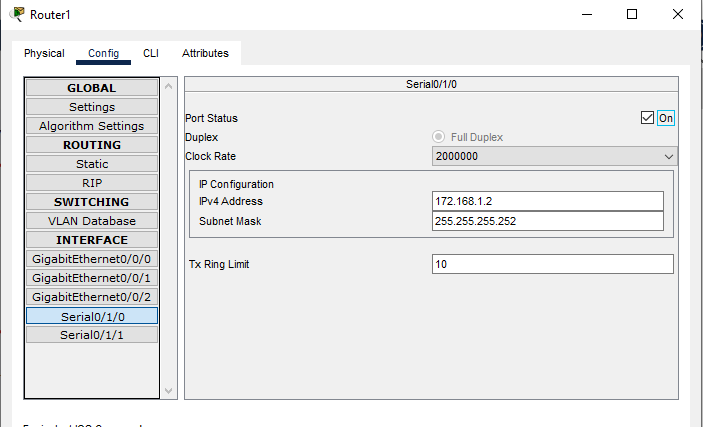 Router1
Physical Config CLI Attributes
GLOBAL
Settings
Algorithm Settings
ROUTING
Static
RIP
SWITCHING
VLAN Database
INTERFACE
GigabitEthernet0/0/0
GigabitEthernet0/0/1
GigabitEthernet0/0/2
Serial0/1/0
Serial0/1/1
Serial0/1/0
Port Status On
Duplex Full Duplex
Clock Rate 2000000
IP Configuration
IPv4 Address 172.168.1.2
Subnet Mask 255.255.255.252
Tx Ring Limit 10